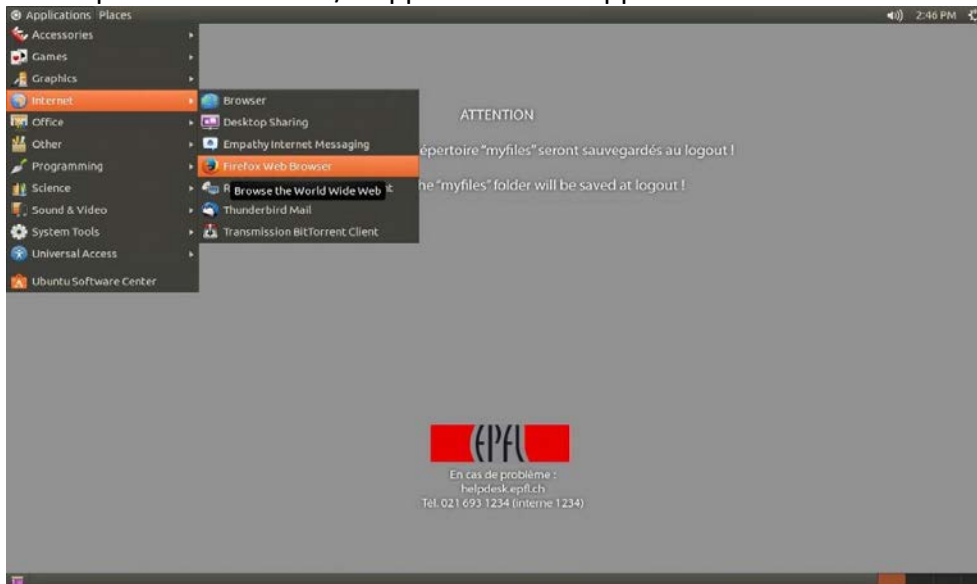 Applications Places 2:46 PM
Accessories
Games
Graphics
Internet
Office
Other
Programming
Science
Sound & Video
System Tools
Universal Access
Ubuntu Software Center
Browser
Desktop Sharing
Empathy Internet Messaging
Firefox Web Browser
Browse the World Wide Web
Thunderbird Mail
Transmission BitTorrent Client
ATTENTION
épertoire "myfiles" seront sauvegardés au logout !
he "myfiles" folder will be saved at logout !
EPFL
En cas de problème :
helpdesk.epfl.ch
Tél. 021 693 1234 (interne 1234)